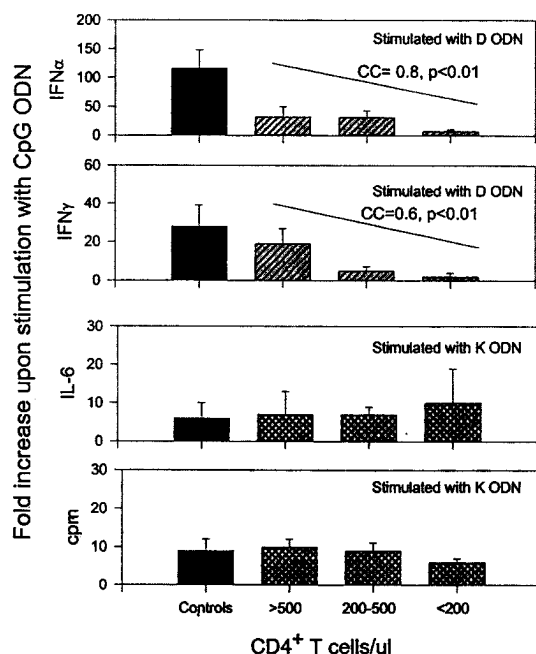 Fold increase upon stimulation with CpG ODN
IFNα
150
100
50
0
Stimulated with D ODN
CC= 0.8, p<0.01
IFNγ
60
40
20
0
Stimulated with D ODN
CC=0.6, p<0.01
IL-6
30
20
10
0
Stimulated with K ODN
cpm
30
20
10
0
Stimulated with K ODN
Controls >500 200-500 <200
CD4+ T cells/ul